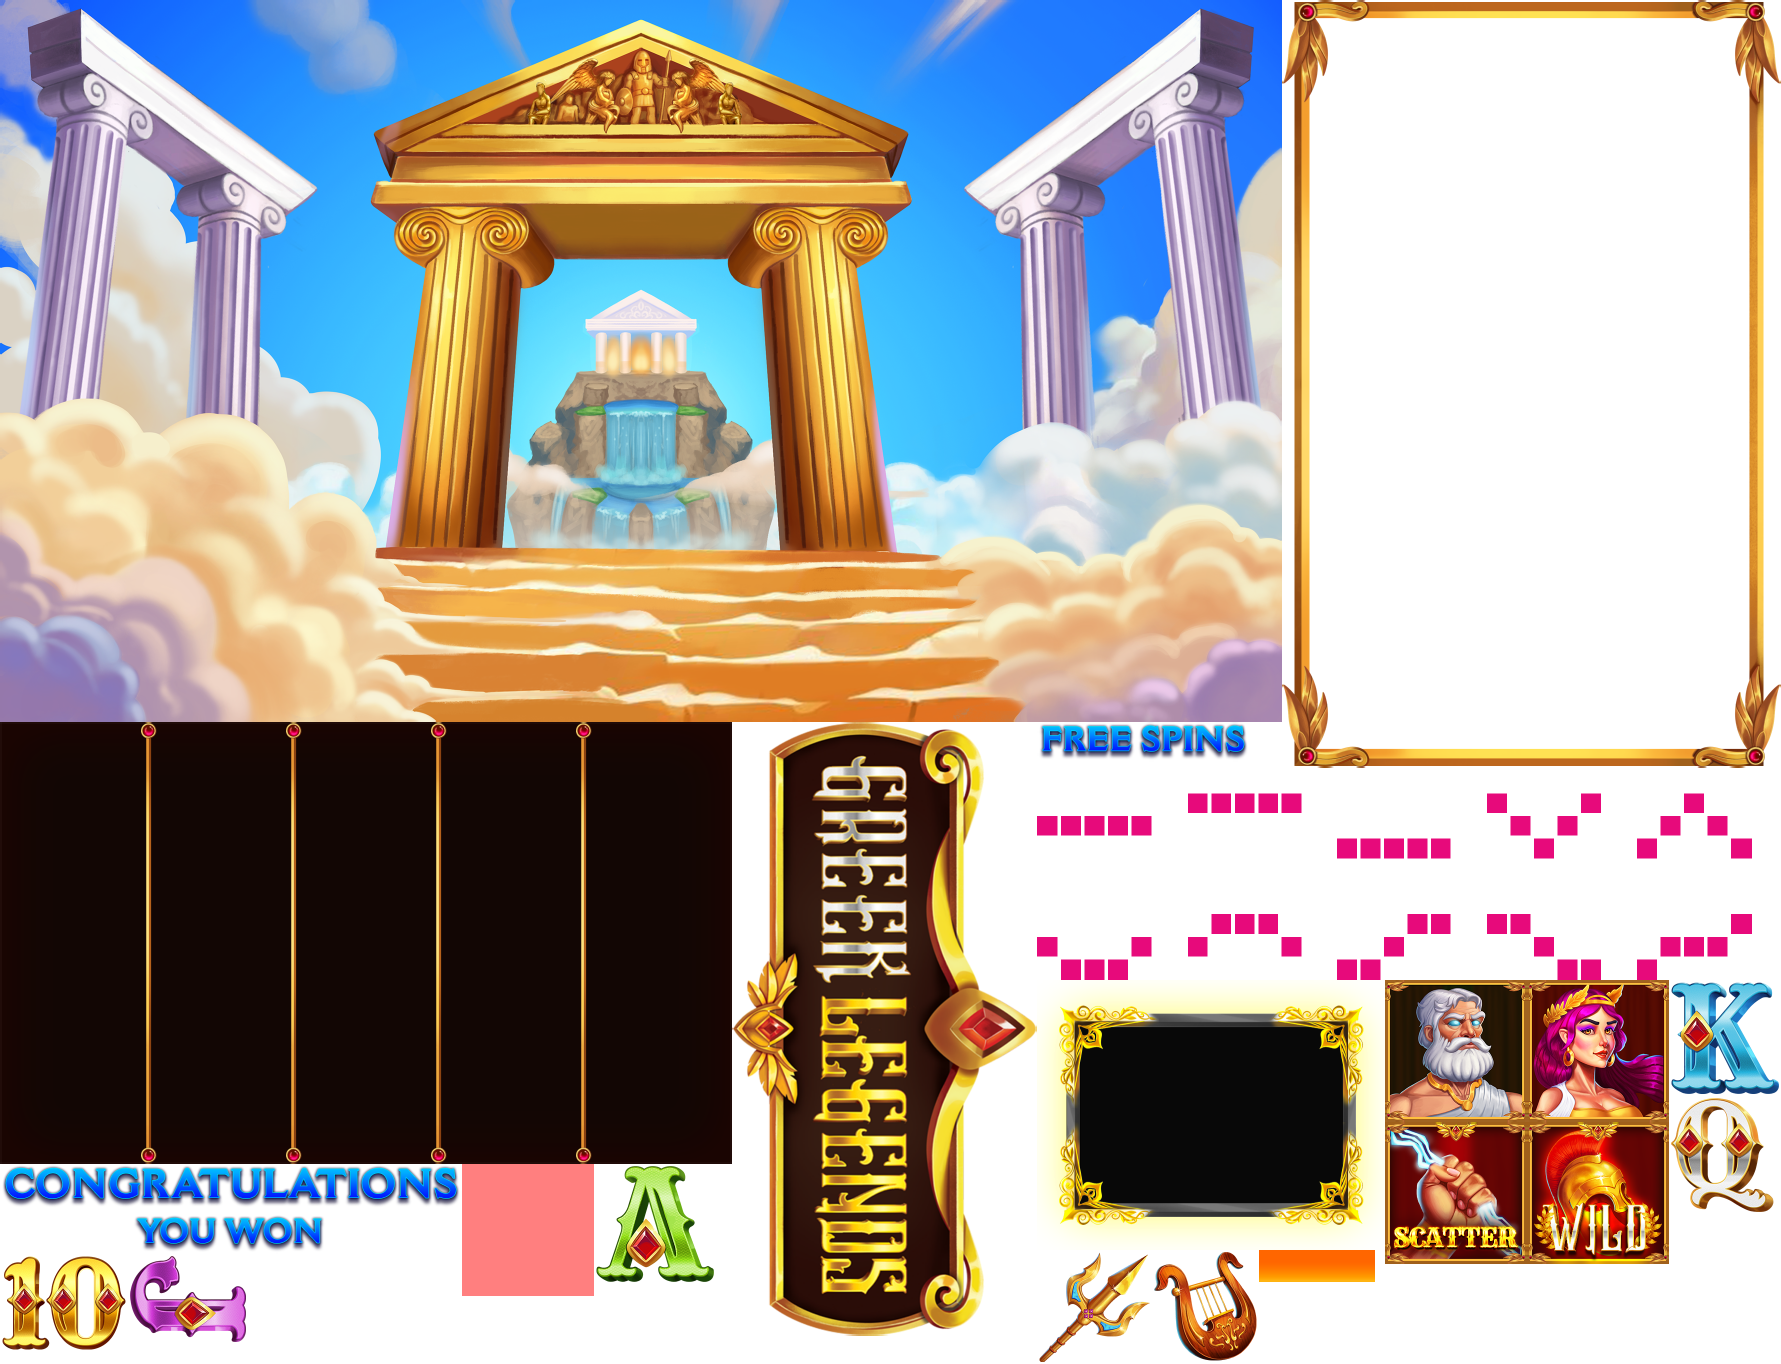 FREE SPINS
GREEK LEGENDS
CONGRATULATIONS
YOU WON
A
K
Q
SCATTER
WILD
10
J